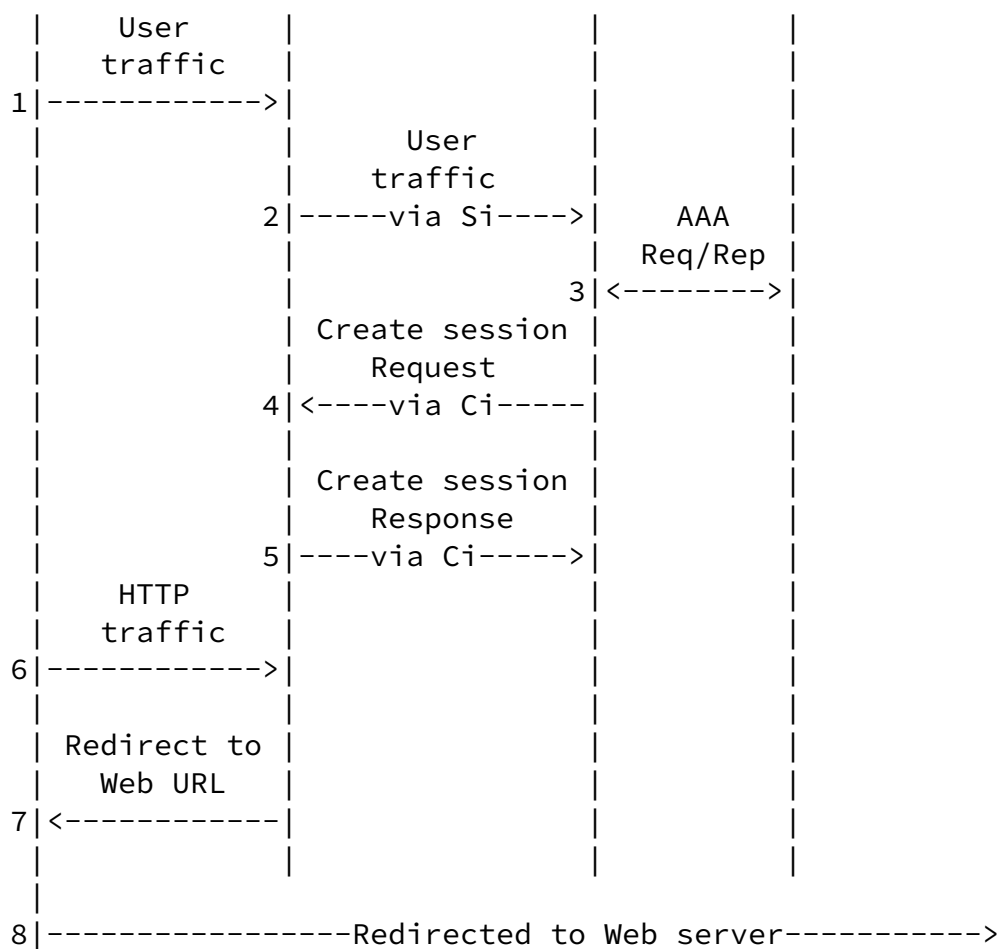 User
traffic
1|------------->|
User
traffic
2|-----via Si---->| AAA
Req/Rep
3|<-------->|
Create session
Request
4|<----via Ci-----|
Create session
Response
5|----via Ci----->|
HTTP
traffic
6|------------->|
Redirect to
Web URL
7|<-------------|
8|-----------------Redirected to Web server------------>